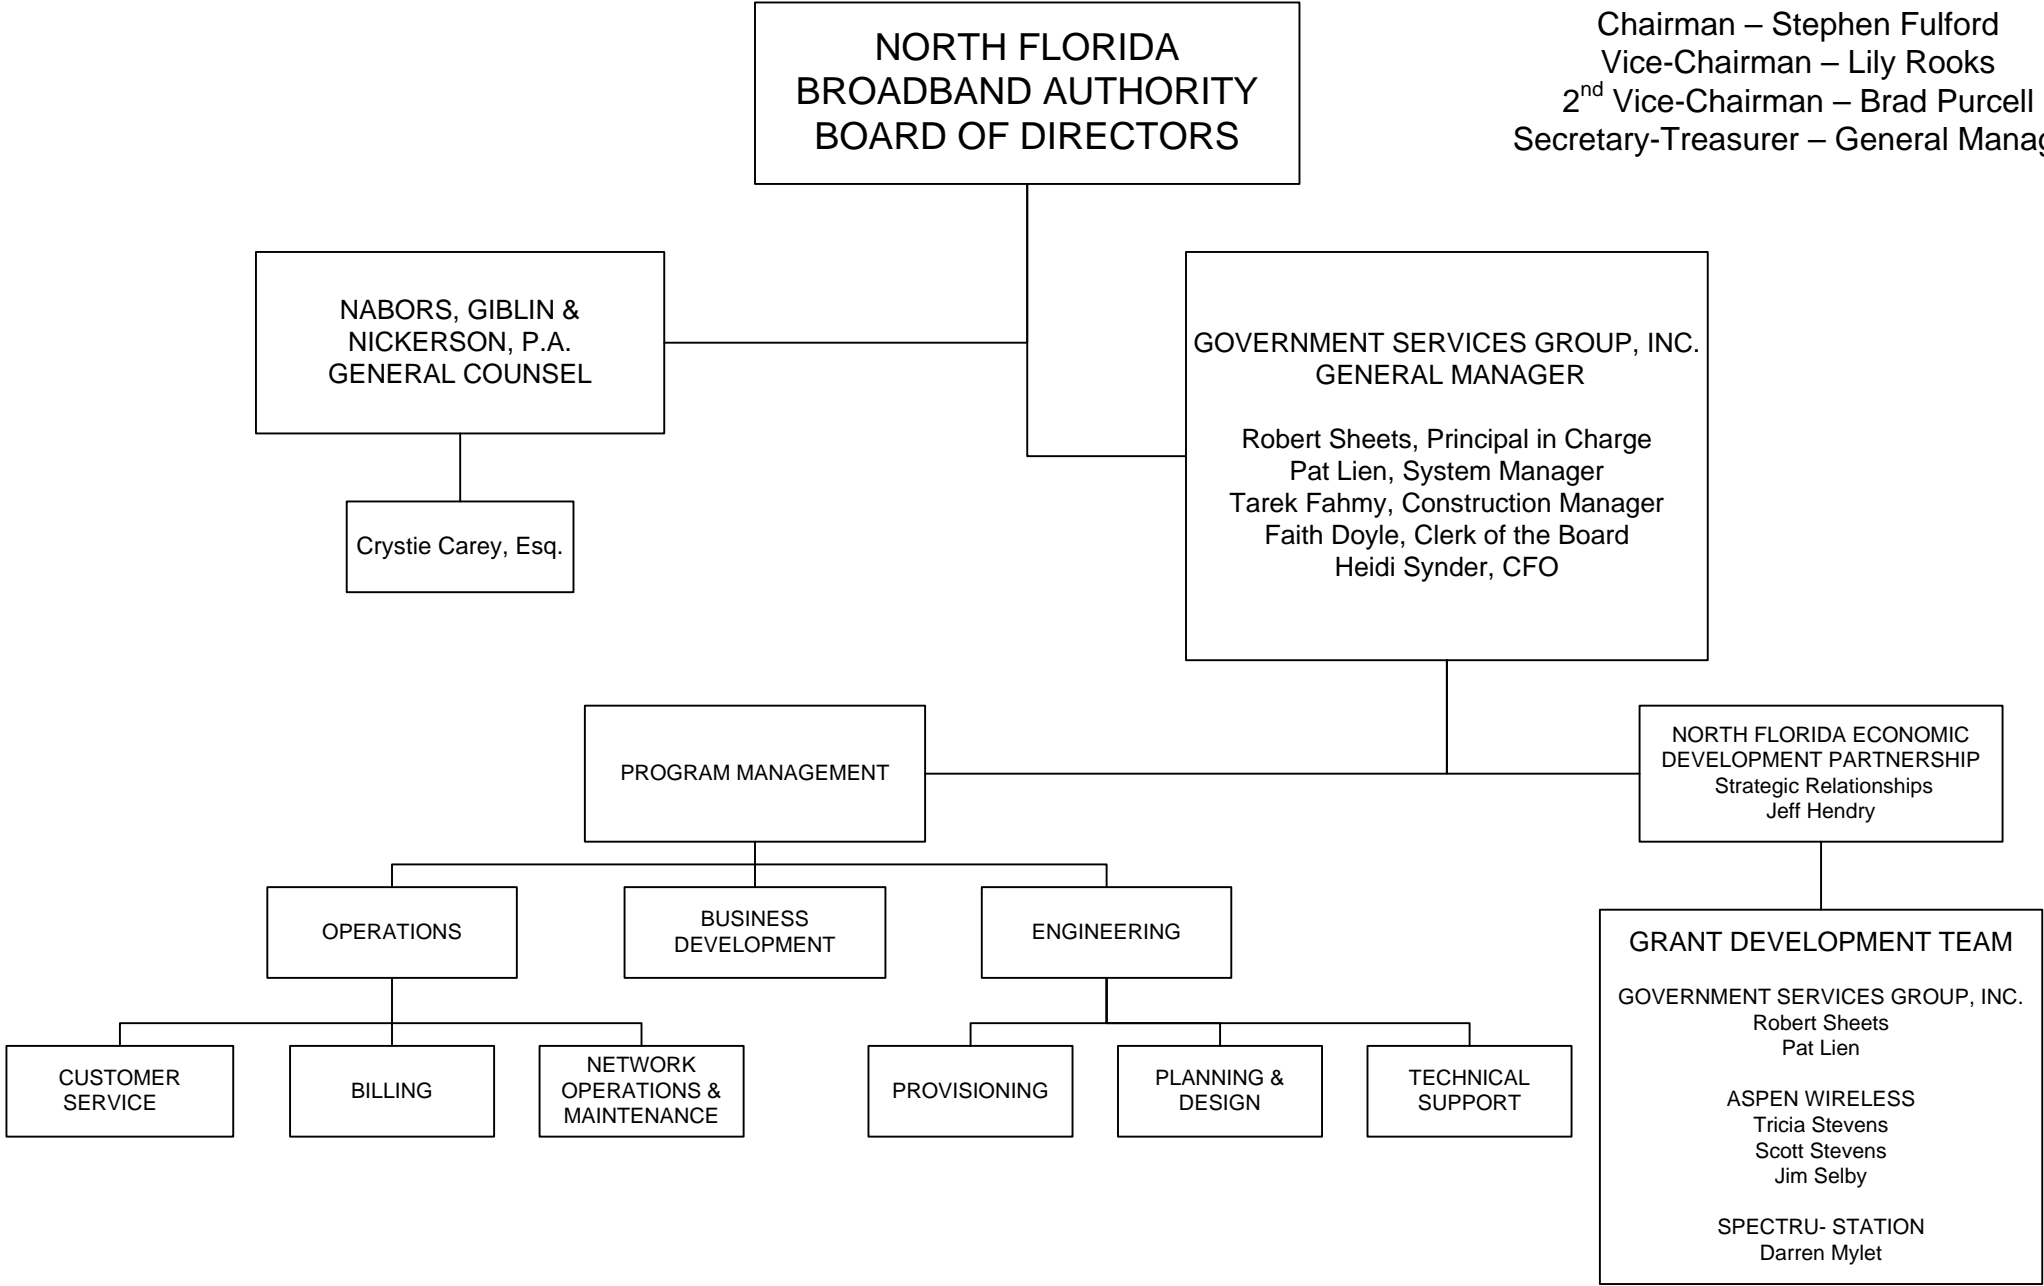 NORTH FLORIDA
BROADBAND AUTHORITY
BOARD OF DIRECTORS
Chairman – Stephen Fulford
Vice-Chairman – Lily Rooks
2nd Vice-Chairman – Brad Purcell
Secretary-Treasurer – General Manag
NABORS, GIBLIN &
NICKERSON, P.A.
GENERAL COUNSEL
Crystie Carey, Esq.
GOVERNMENT SERVICES GROUP, INC.
GENERAL MANAGER
Robert Sheets, Principal in Charge
Pat Lien, System Manager
Tarek Fahmy, Construction Manager
Faith Doyle, Clerk of the Board
Heidi Synder, CFO
PROGRAM MANAGEMENT
NORTH FLORIDA ECONOMIC
DEVELOPMENT PARTNERSHIP
Strategic Relationships
Jeff Hendry
OPERATIONS
BUSINESS
DEVELOPMENT
ENGINEERING
CUSTOMER
SERVICE
BILLING
NETWORK
OPERATIONS &
MAINTENANCE
PROVISIONING
PLANNING &
DESIGN
TECHNICAL
SUPPORT
GRANT DEVELOPMENT TEAM
GOVERNMENT SERVICES GROUP, INC.
Robert Sheets
Pat Lien
ASPEN WIRELESS
Tricia Stevens
Scott Stevens
Jim Selby
SPECTRU- STATION
Darren Mylet